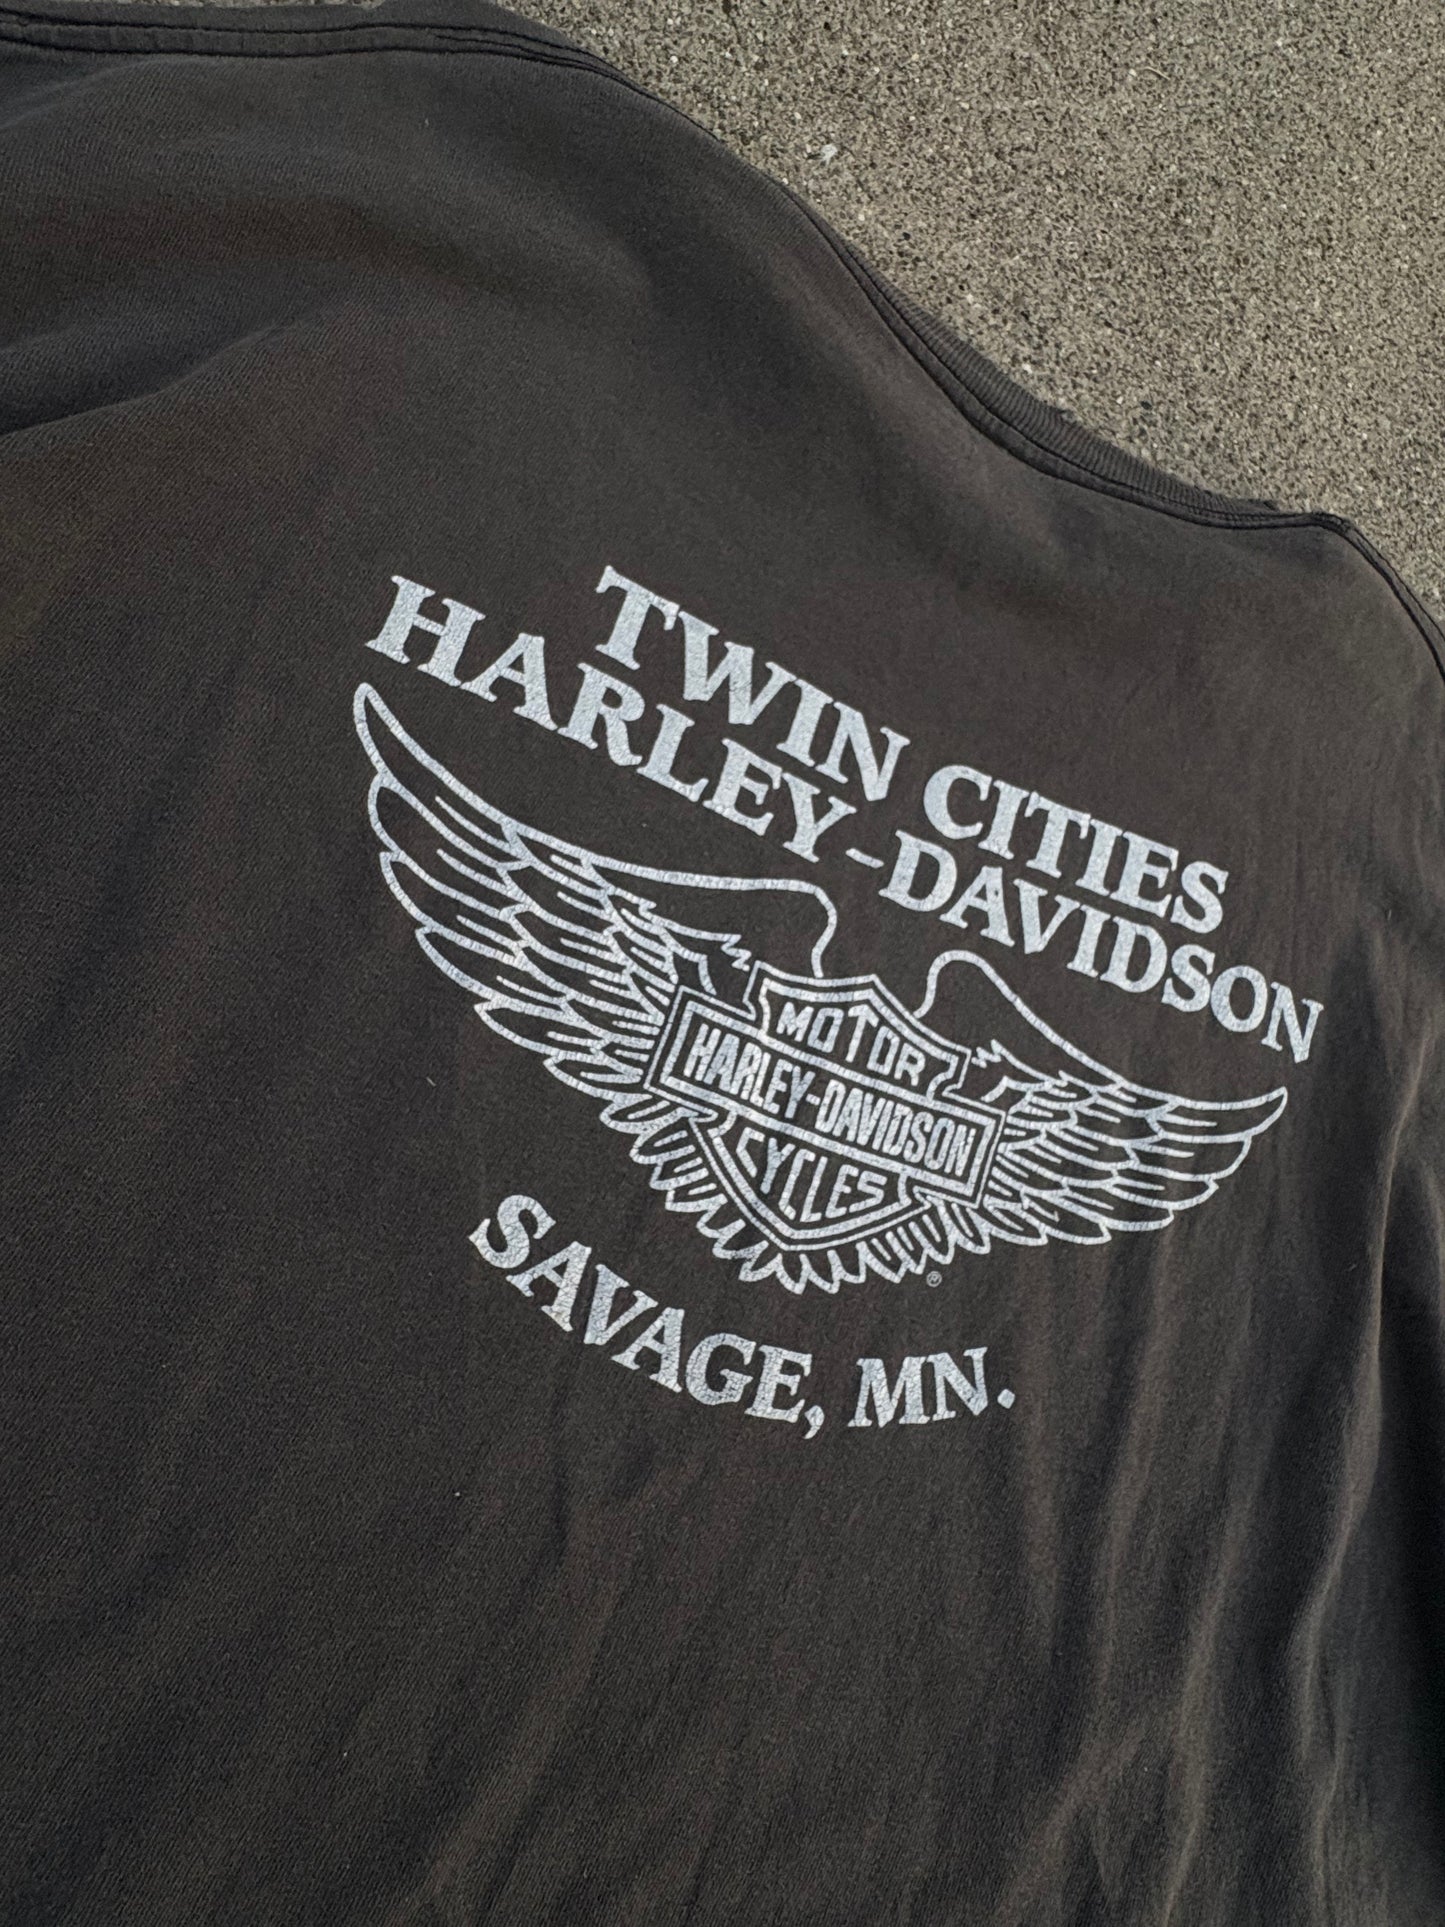 TWIN CITIES
HARLEY-DAVIDSON
MOTOR
HARLEY-DAVIDSON
CYCLES
®
SAVAGE, MN.